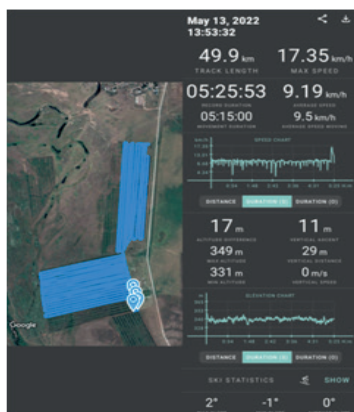 May 13, 2022
13:53:32
49.9 km
TRACK LENGTH
17.35 km/h
MAX SPEED
05:25:53
RECORD DURATION
9.19 km/h
AVERAGE SPEED
05:15:00
MOVEMENT DURATION
9.5 km/h
AVERAGE SPEED MOVING
SPEED CHART
DISTANCE
DURATION (S)
DURATION (D)
17 m
ALTITUDE DIFFERENCE
11 m
VERTICAL ASCENT
349 m
MAX ALTITUDE
29 m
VERTICAL DISTANCE
331 m
MIN ALTITUDE
0 m/s
VERTICAL SPEED
ELEVATION CHART
DISTANCE
DURATION (S)
DURATION (D)
SKI STATISTICS
SHOW
2°
-1°
0°
Google